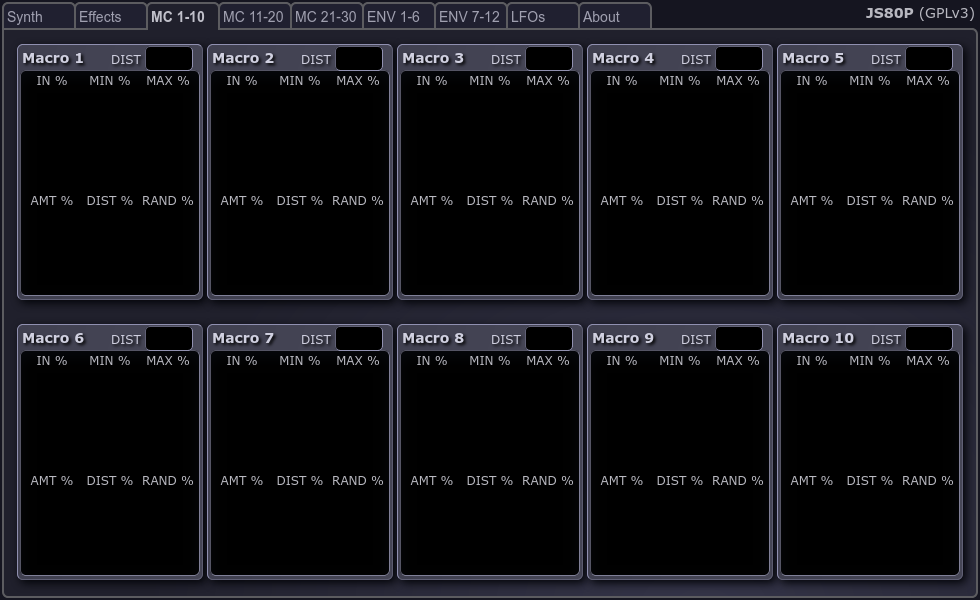 Synth Effects MC 1-10 MC 11-20 MC 21-30 ENV 1-6 ENV 7-12 LFOs About JS80P (GPLv3)
Macro 1 DIST Macro 2 DIST Macro 3 DIST Macro 4 DIST Macro 5 DIST
IN % MIN % MAX % IN % MIN % MAX % IN % MIN % MAX % IN % MIN % MAX % IN % MIN % MAX %
AMT % DIST % RAND % AMT % DIST % RAND % AMT % DIST % RAND % AMT % DIST % RAND % AMT % DIST % RAND %
Macro 6 DIST Macro 7 DIST Macro 8 DIST Macro 9 DIST Macro 10 DIST
IN % MIN % MAX % IN % MIN % MAX % IN % MIN % MAX % IN % MIN % MAX % IN % MIN % MAX %
AMT % DIST % RAND % AMT % DIST % RAND % AMT % DIST % RAND % AMT % DIST % RAND % AMT % DIST % RAND %